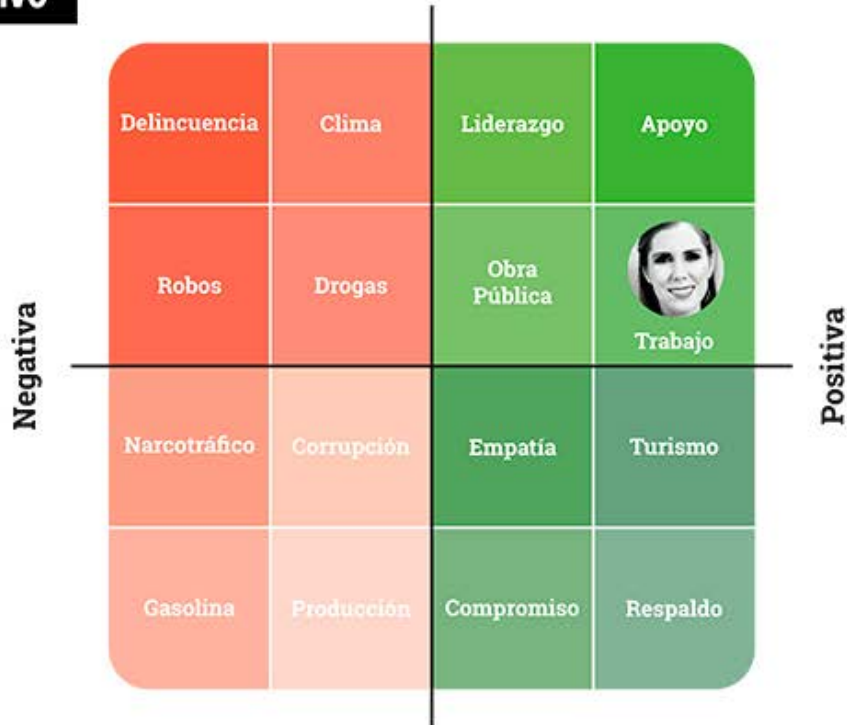 Delincuencia
Clima
Liderazgo
Apoyo
Robos
Drogas
Obra
Pública
Trabajo
Negativa
Positiva
Narcotráfico
Corrupción
Empatía
Turismo
Gasolina
Producción
Compromiso
Respaldo